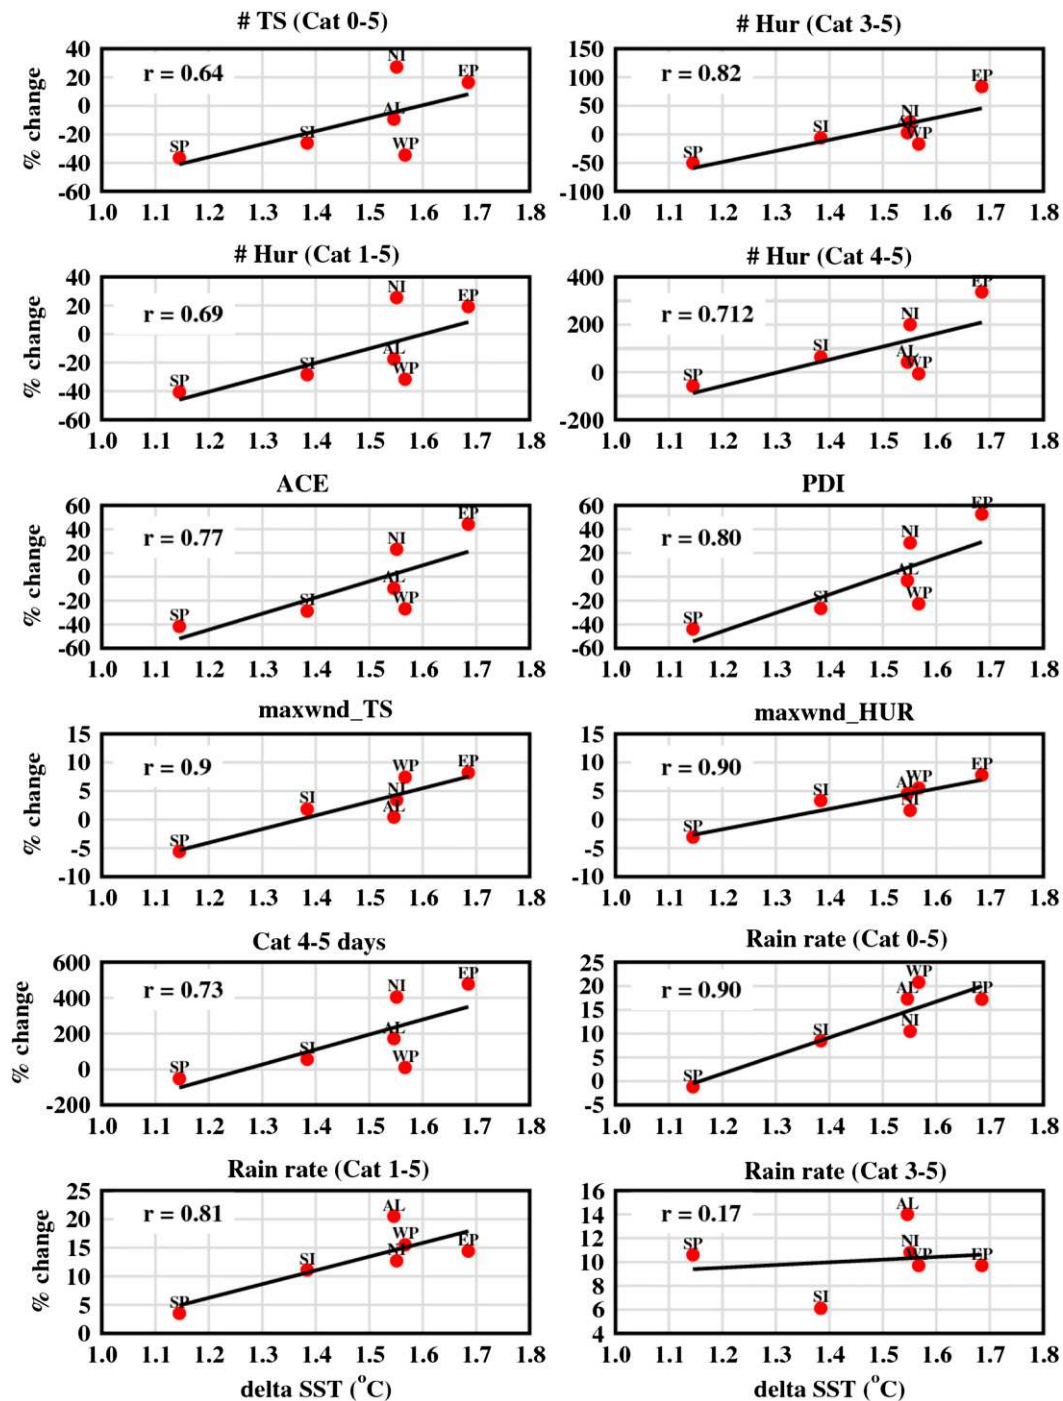 # TS (Cat 0-5)
% change
40
20
0
-20
-40
-60
r = 0.64
SP
SI
AL
NI
WP
EP
1.0 1.1 1.2 1.3 1.4 1.5 1.6 1.7 1.8
# Hur (Cat 3-5)
150
100
50
0
-50
-100
r = 0.82
SP
SI
NI
AL
WP
EP
1.0 1.1 1.2 1.3 1.4 1.5 1.6 1.7 1.8
# Hur (Cat 1-5)
% change
40
20
0
-20
-40
-60
r = 0.69
SP
SI
AL
NI
WP
EP
1.0 1.1 1.2 1.3 1.4 1.5 1.6 1.7 1.8
# Hur (Cat 4-5)
400
200
0
-200
r = 0.712
SP
SI
NI
AL
WP
EP
1.0 1.1 1.2 1.3 1.4 1.5 1.6 1.7 1.8
ACE
% change
60
40
20
0
-20
-40
-60
r = 0.77
SP
SI
NI
AL
WP
EP
1.0 1.1 1.2 1.3 1.4 1.5 1.6 1.7 1.8
PDI
60
40
20
0
-20
-40
-60
r = 0.80
SP
SI
NI
AL
WP
EP
1.0 1.1 1.2 1.3 1.4 1.5 1.6 1.7 1.8
maxwnd_TS
% change
15
10
5
0
-5
-10
r = 0.9
SP
SI
WP
NI
AL
EP
1.0 1.1 1.2 1.3 1.4 1.5 1.6 1.7 1.8
maxwnd_HUR
15
10
5
0
-5
-10
r = 0.90
SP
SI
WP
AL
NI
EP
1.0 1.1 1.2 1.3 1.4 1.5 1.6 1.7 1.8
Cat 4-5 days
% change
600
400
200
0
-200
r = 0.73
SP
SI
NI
AL
WP
EP
1.0 1.1 1.2 1.3 1.4 1.5 1.6 1.7 1.8
Rain rate (Cat 0-5)
25
20
15
10
5
0
-5
r = 0.90
SP
SI
WP
AL
NI
EP
1.0 1.1 1.2 1.3 1.4 1.5 1.6 1.7 1.8
Rain rate (Cat 1-5)
% change
25
20
15
10
5
0
r = 0.81
SP
SI
AL
WP
NI
EP
1.0 1.1 1.2 1.3 1.4 1.5 1.6 1.7 1.8
delta SST (°C)
Rain rate (Cat 3-5)
16
14
12
10
8
6
4
r = 0.17
SP
SI
AL
NI
WP
EP
1.0 1.1 1.2 1.3 1.4 1.5 1.6 1.7 1.8
delta SST (°C)